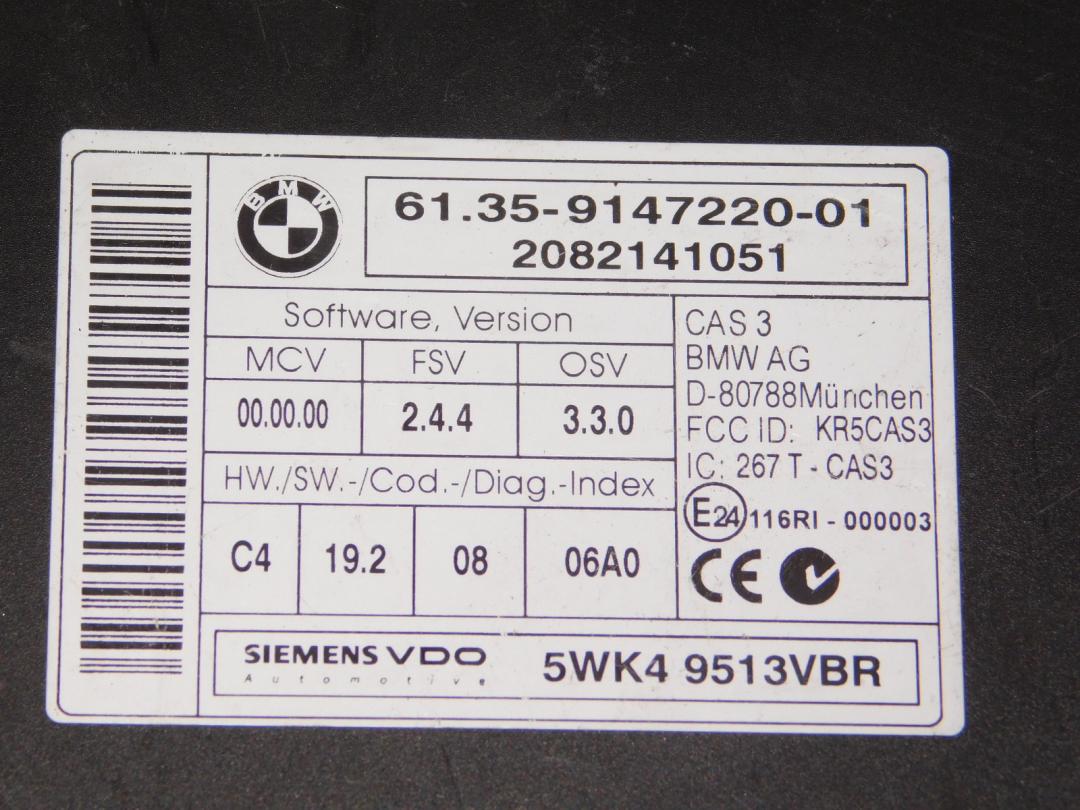 BMW
61.35-9147220-01
2082141051
Software, Version
MCV FSV OSV
00.00.00 2.4.4 3.3.0
HW./SW.-/Cod.-/Diag.-Index
C4 19.2 08 06A0
CAS 3
BMW AG
D-80788München
FCC ID: KR5CAS3
IC: 267 T - CAS3
E24 116RI - 000003
CE
SIEMENS VDO
Automotive
5WK4 9513VBR